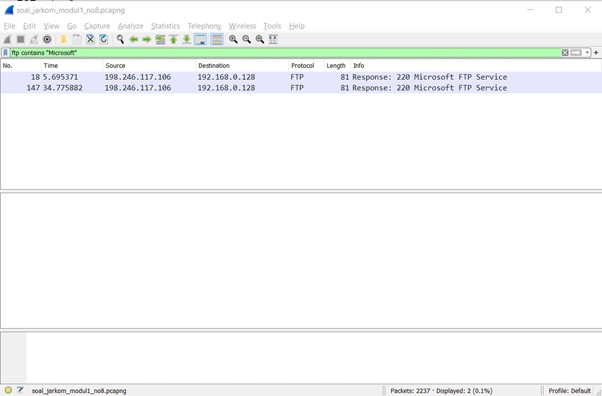 soal_jarkom_modul1_no8.pcapng
File Edit View Go Capture Analyze Statistics Telephony Wireless Tools Help
ftp contains "Microsoft"
No. Time Source Destination Protocol Length Info
18 5.695371 198.246.117.106 192.168.0.128 FTP 81 Response: 220 Microsoft FTP Service
147 34.775882 198.246.117.106 192.168.0.128 FTP 81 Response: 220 Microsoft FTP Service
soal_jarkom_modul1_no8.pcapng Packets: 2237 · Displayed: 2 (0.1%) Profile: Default